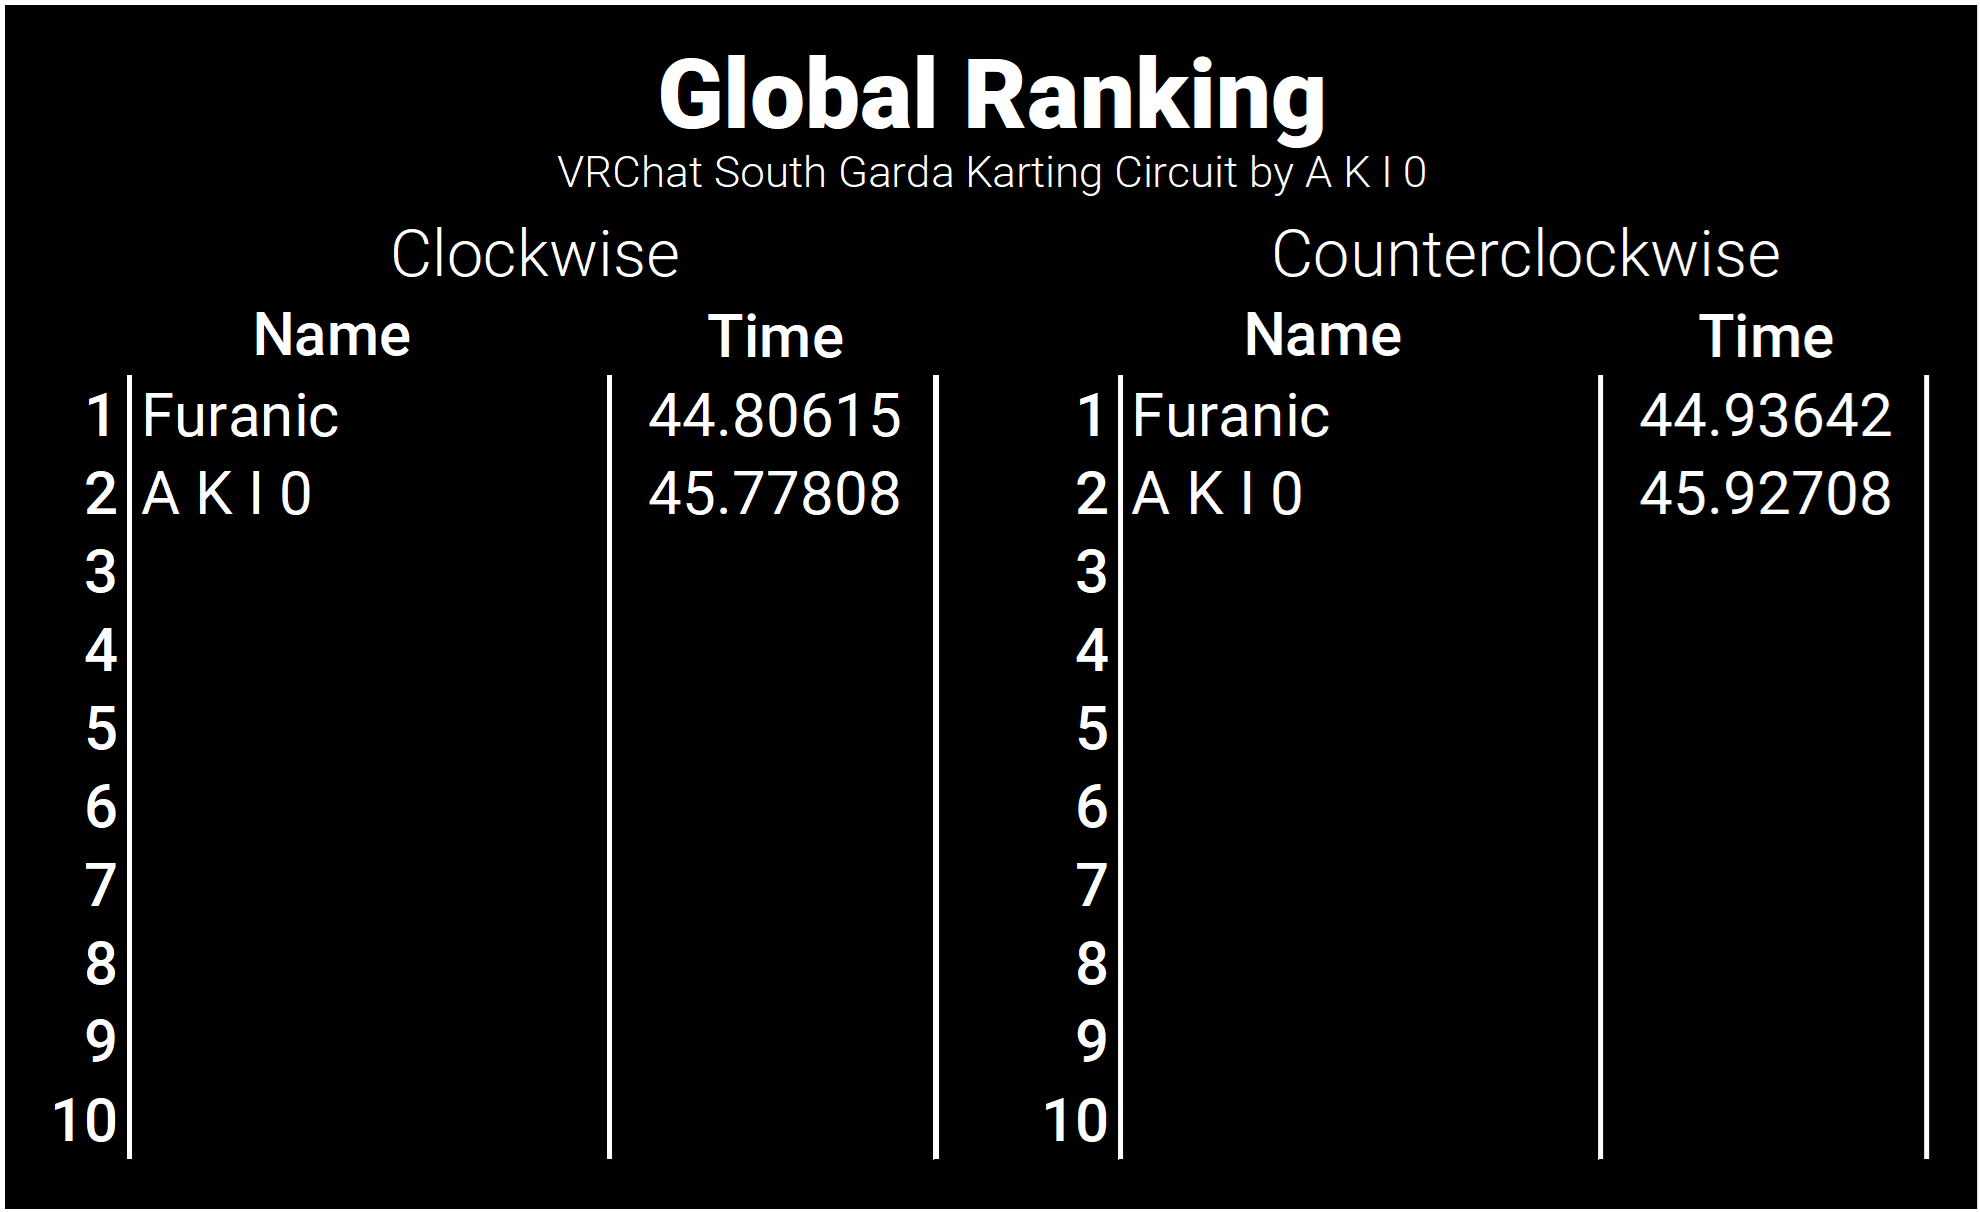 Global Ranking
VRChat South Garda Karting Circuit by A K I 0
Clockwise
Name Time
1 Furanic 44.80615
2 A K I 0 45.77808
3
4
5
6
7
8
9
10
Counterclockwise
Name Time
1 Furanic 44.93642
2 A K I 0 45.92708
3
4
5
6
7
8
9
10